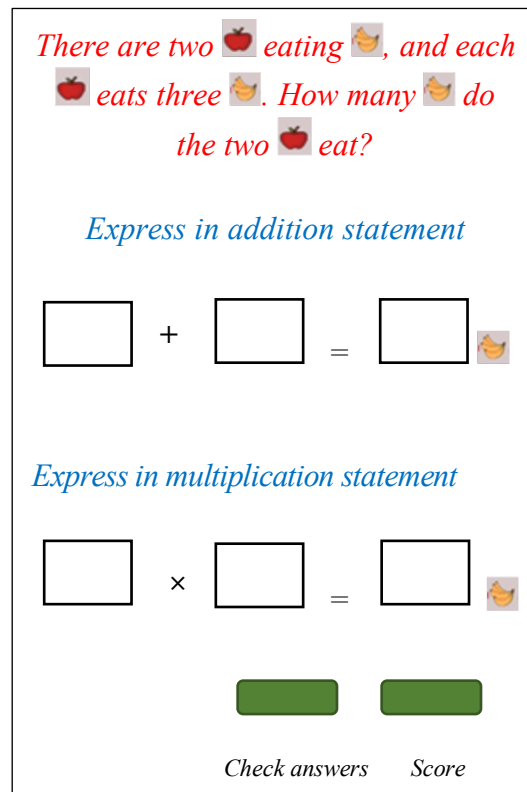 There are two eating , and each
eats three . How many do
the two eat?
Express in addition statement
+ =
Express in multiplication statement
× =
Check answers Score